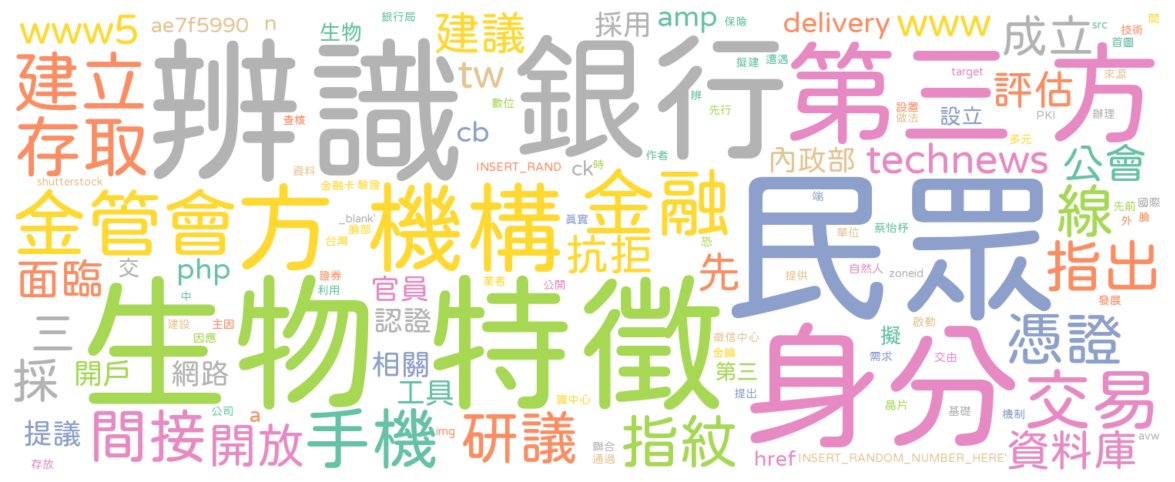 www5 ae7f5990 n 生物 銀行局 建議 採用 amp 保險 delivery www 成立 src 首圖 技術 間
建立 辨識 tw 銀行 擬建 遭遇 第三方 target 評估 來源
存取 查核 數位 cb 辨 先行 設置 做法 設立 PKI 辦理
資料 INSERT_RAND ck 時 作者 內政部 technews 多元 公會
shutterstock 金融卡 驗證 金融
金管會 方 _blank' 臉部 台灣 機構 真實 抗拒 恐 民眾 端 單位 蔡怡杼 線 先前 外 國際 臉
面臨 交 php 證券 利用 官員 業者 公開 先 提供 自然人 zoneid 指出 發展
中 生物特徵
三 建設 主因 因應 認證 徵信中心 金鑰 身分 啟動 擬 憑證
採 開戶 網路 相關 工具 第三 需求 交由
提出 晶片 基礎 機制 交易
提議 存放 間接 公司 開放 a 手機 img 研議 識中心 聯合 通過 指紋 href INSERT_RANDOM_NUMBER_HERE' 資料庫 avw